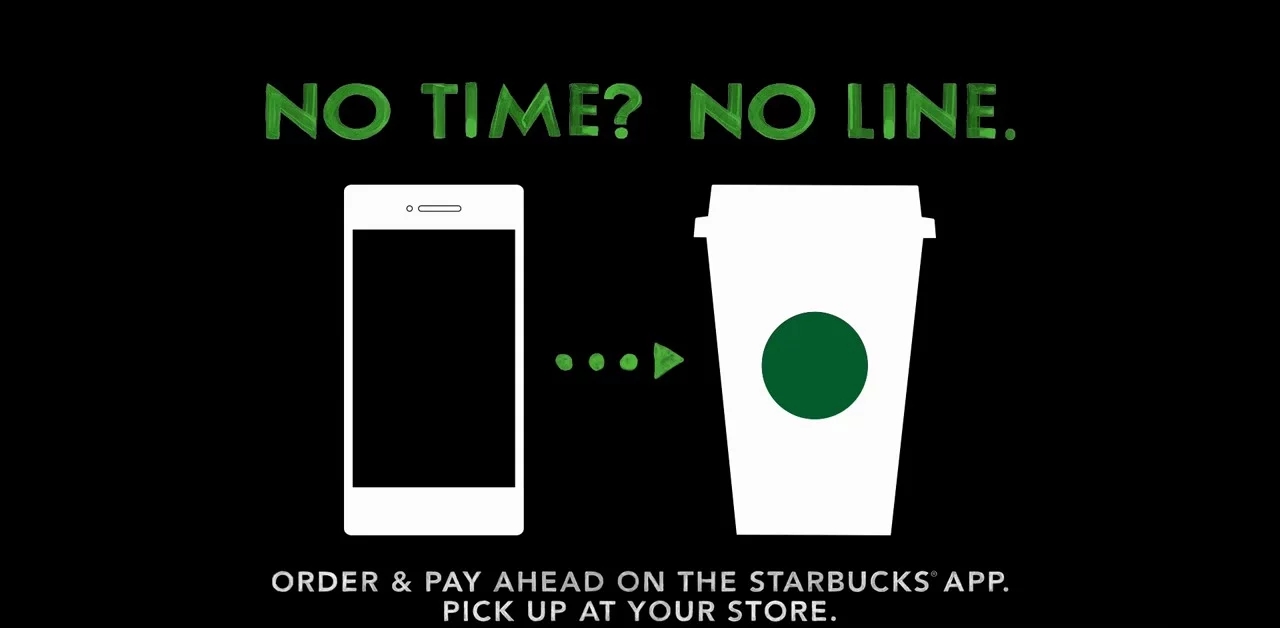 NO TIME? NO LINE.
ORDER & PAY AHEAD ON THE STARBUCKS® APP.
PICK UP AT YOUR STORE.